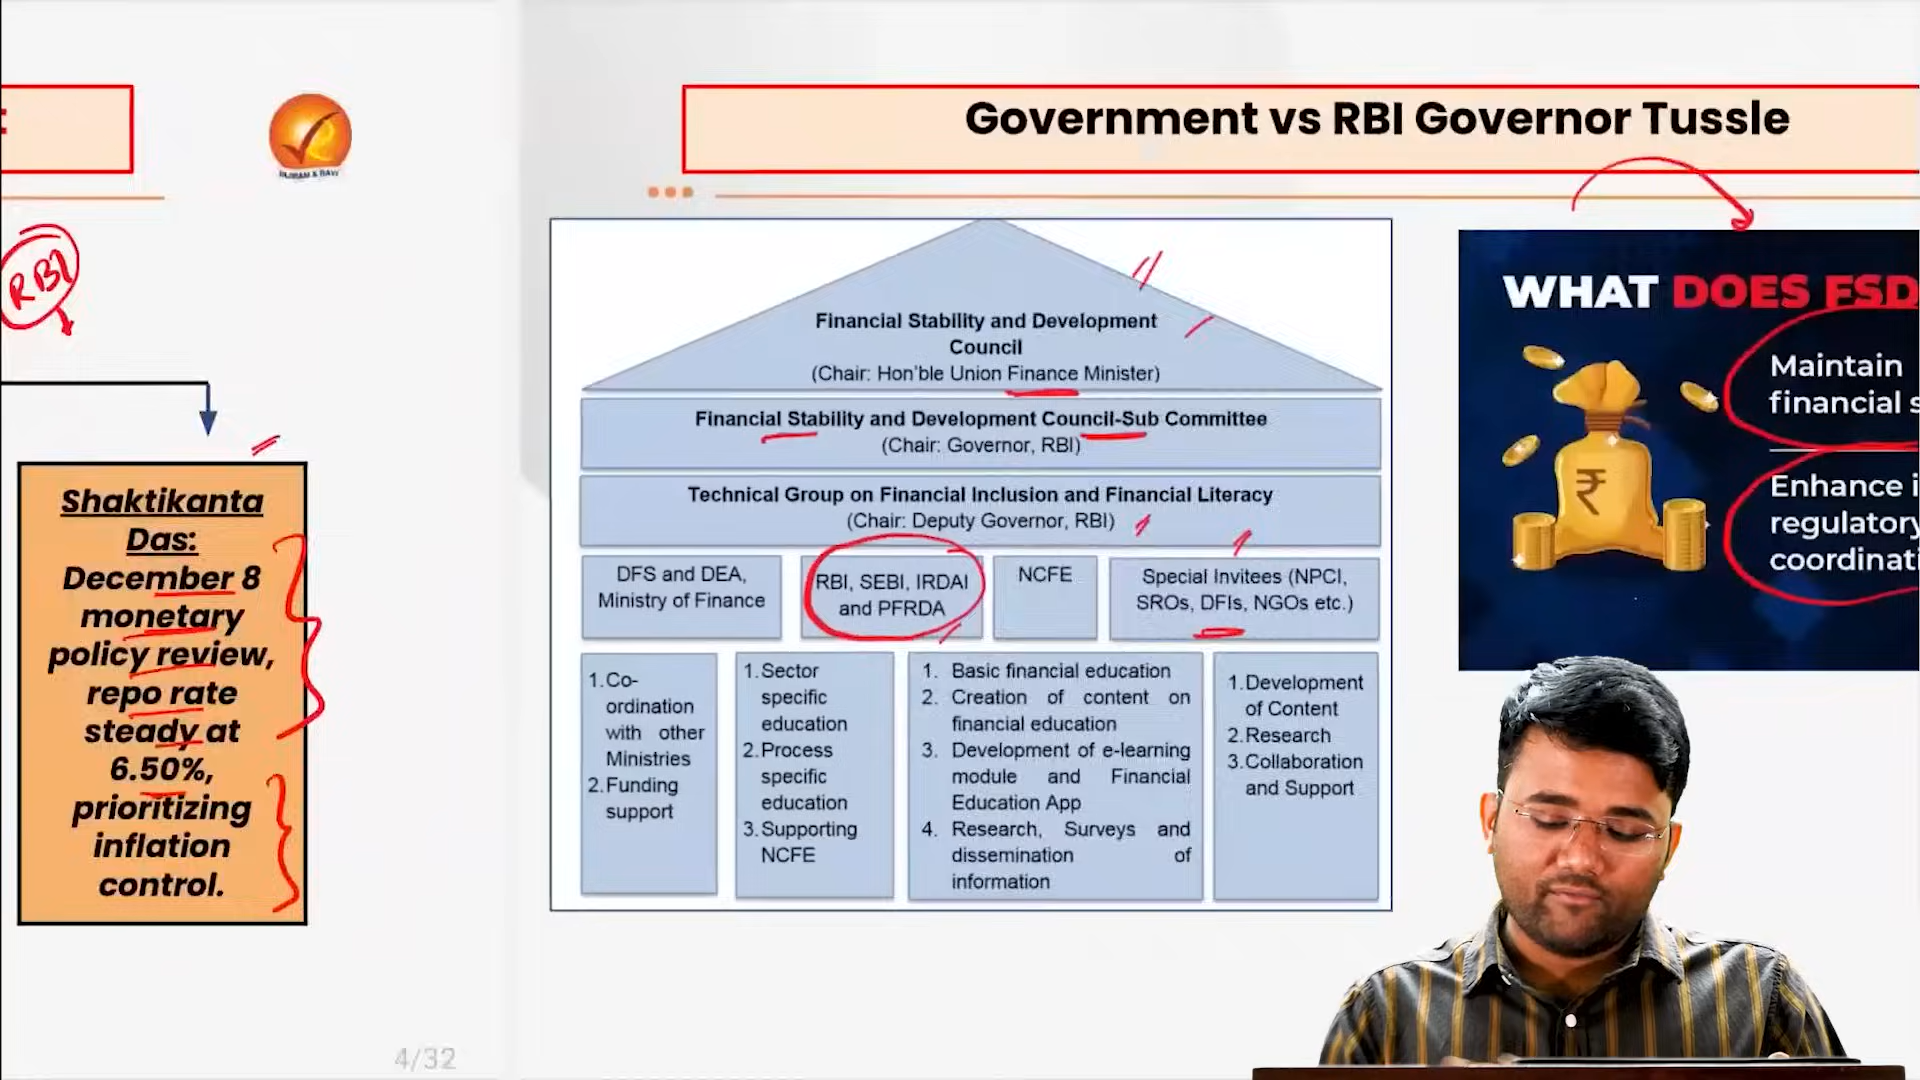 Government vs RBI Governor Tussle
RBI
Shaktikanta
Das:
December 8
monetary
policy review,
repo rate
steady at
6.50%,
prioritizing
inflation
control.
4/32
Financial Stability and Development
Council
(Chair: Hon'ble Union Finance Minister)
Financial Stability and Development Council-Sub Committee
(Chair: Governor, RBI)
Technical Group on Financial Inclusion and Financial Literacy
(Chair: Deputy Governor, RBI)
DFS and DEA,
Ministry of Finance
RBI, SEBI, IRDAI
and PFRDA
NCFE
Special Invitees (NPCI,
SROs, DFIs, NGOs etc.)
1. Co-
ordination
with other
Ministries
2. Funding
support
1. Sector
specific
education
2. Process
specific
education
3. Supporting
NCFE
1. Basic financial education
2. Creation of content on
financial education
3. Development of e-learning
module and Financial
Education App
4. Research, Surveys and
dissemination of
information
1. Development
of Content
2. Research
3. Collaboration
and Support
WHAT DOES FSD
Maintain
financial s
Enhance i
regulatory
coordinati
₹